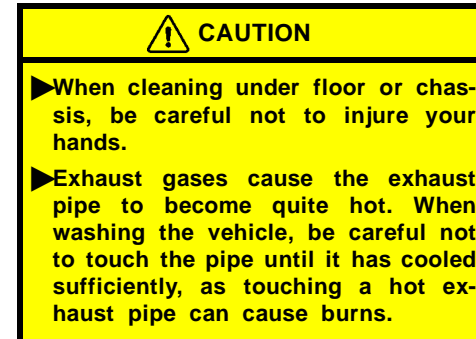 CAUTION
When cleaning under floor or chas-
sis, be careful not to injure your
hands.
Exhaust gases cause the exhaust
pipe to become quite hot. When
washing the vehicle, be careful not
to touch the pipe until it has cooled
sufficiently, as touching a hot ex-
haust pipe can cause burns.